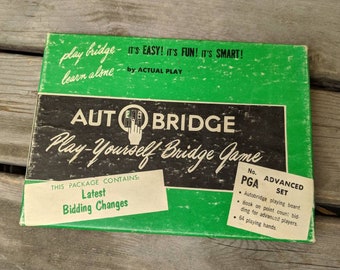 play bridge
learn alone
IT'S EASY! IT'S FUN! IT'S SMART!
by ACTUAL PLAY
AUTOBRIDGE
Play-Yourself Bridge Game
THIS PACKAGE CONTAINS:
Latest
Bidding Changes
No.
PGA
ADVANCED
SET
• Autobridge playing board
• Book on point count bid-
ding for advanced players.
• 64 playing hands.